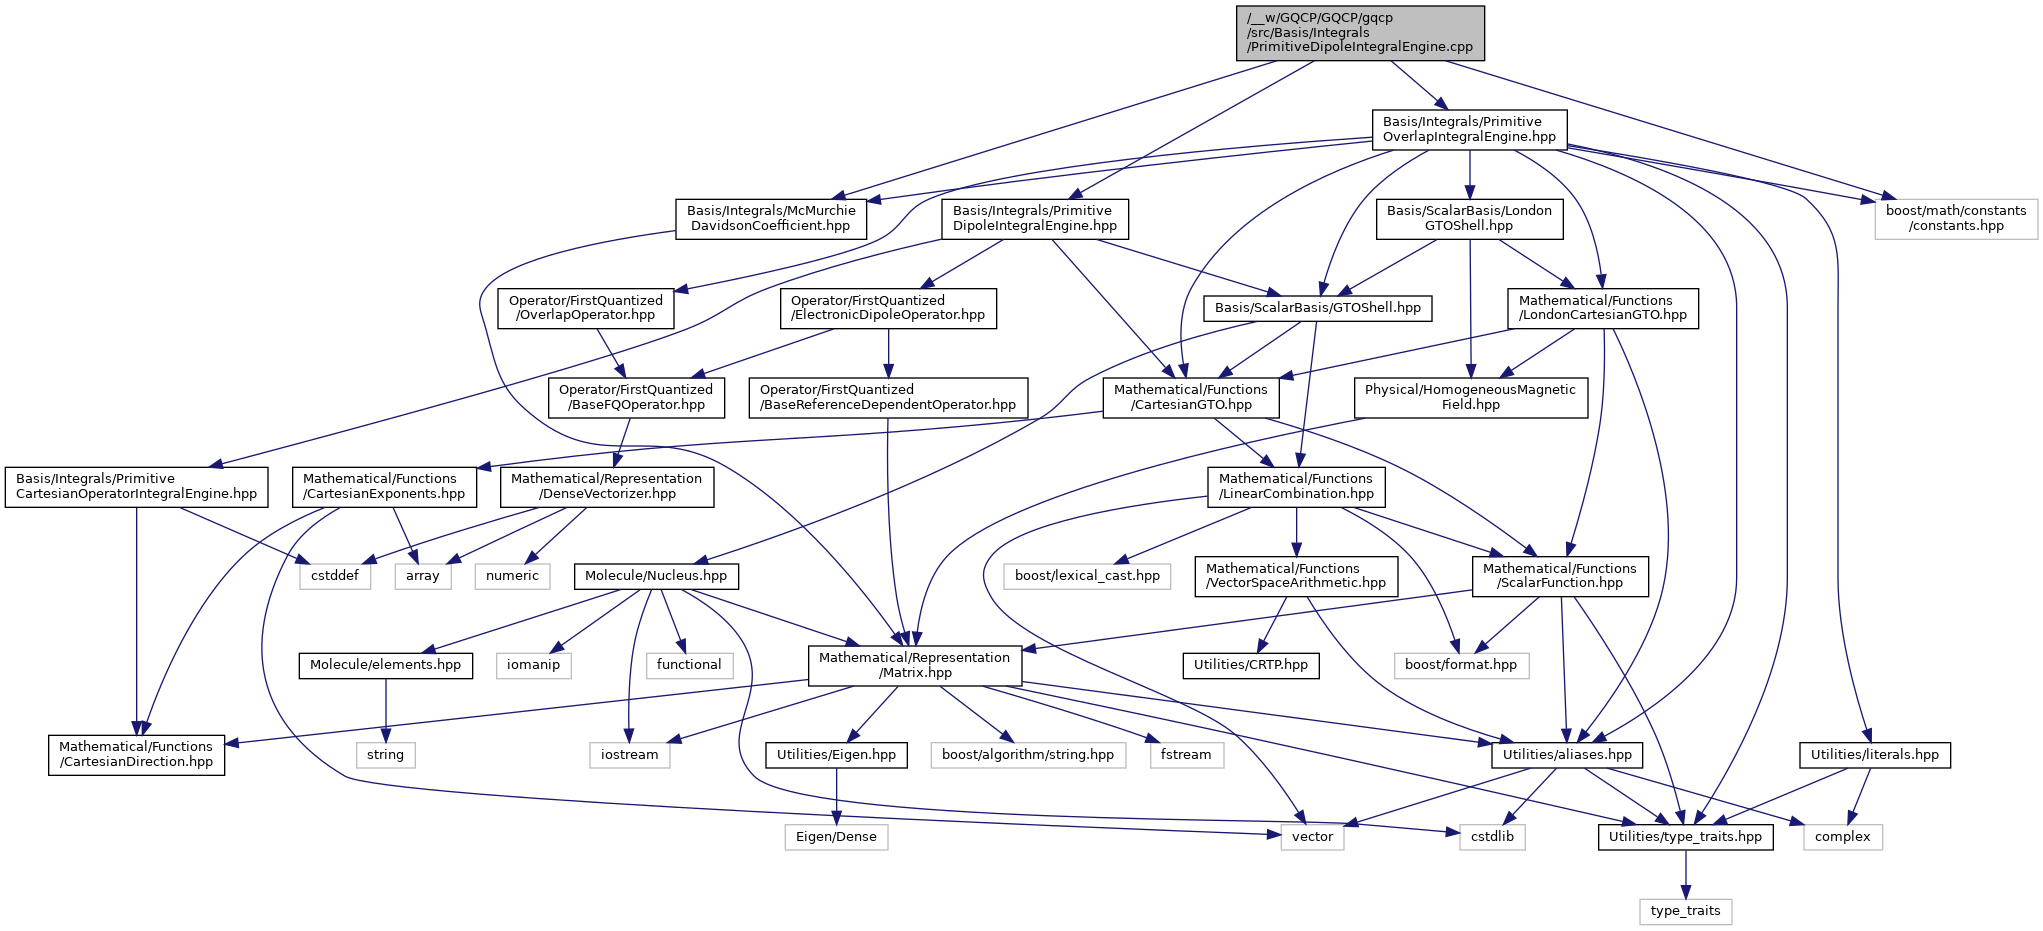 /__w/GQCP/GQCP/gqcp
/src/Basis/Integrals
/PrimitiveDipoleIntegralEngine.cpp
Basis/Integrals/Primitive
OverlapIntegralEngine.hpp
Basis/Integrals/McMurchie
DavidsonCoefficient.hpp
Basis/Integrals/Primitive
DipoleIntegralEngine.hpp
Basis/ScalarBasis/London
GTOShell.hpp
boost/math/constants
/constants.hpp
Operator/FirstQuantized
/OverlapOperator.hpp
Operator/FirstQuantized
/ElectronicDipoleOperator.hpp
Basis/ScalarBasis/GTOShell.hpp
Mathematical/Functions
/LondonCartesianGTO.hpp
Operator/FirstQuantized
/BaseFQOperator.hpp
Operator/FirstQuantized
/BaseReferenceDependentOperator.hpp
Mathematical/Functions
/CartesianGTO.hpp
Physical/HomogeneousMagnetic
Field.hpp
Basis/Integrals/Primitive
CartesianOperatorIntegralEngine.hpp
Mathematical/Functions
/CartesianExponents.hpp
Mathematical/Representation
/DenseVectorizer.hpp
Mathematical/Functions
/LinearCombination.hpp
cstddef
array
numeric
Molecule/Nucleus.hpp
boost/lexical_cast.hpp
Mathematical/Functions
/VectorSpaceArithmetic.hpp
Mathematical/Functions
/ScalarFunction.hpp
Molecule/elements.hpp
iomanip
functional
Mathematical/Representation
/Matrix.hpp
Utilities/CRTP.hpp
boost/format.hpp
Mathematical/Functions
/CartesianDirection.hpp
string
iostream
Utilities/Eigen.hpp
boost/algorithm/string.hpp
fstream
Utilities/aliases.hpp
Utilities/literals.hpp
Eigen/Dense
vector
cstdlib
Utilities/type_traits.hpp
complex
type_traits